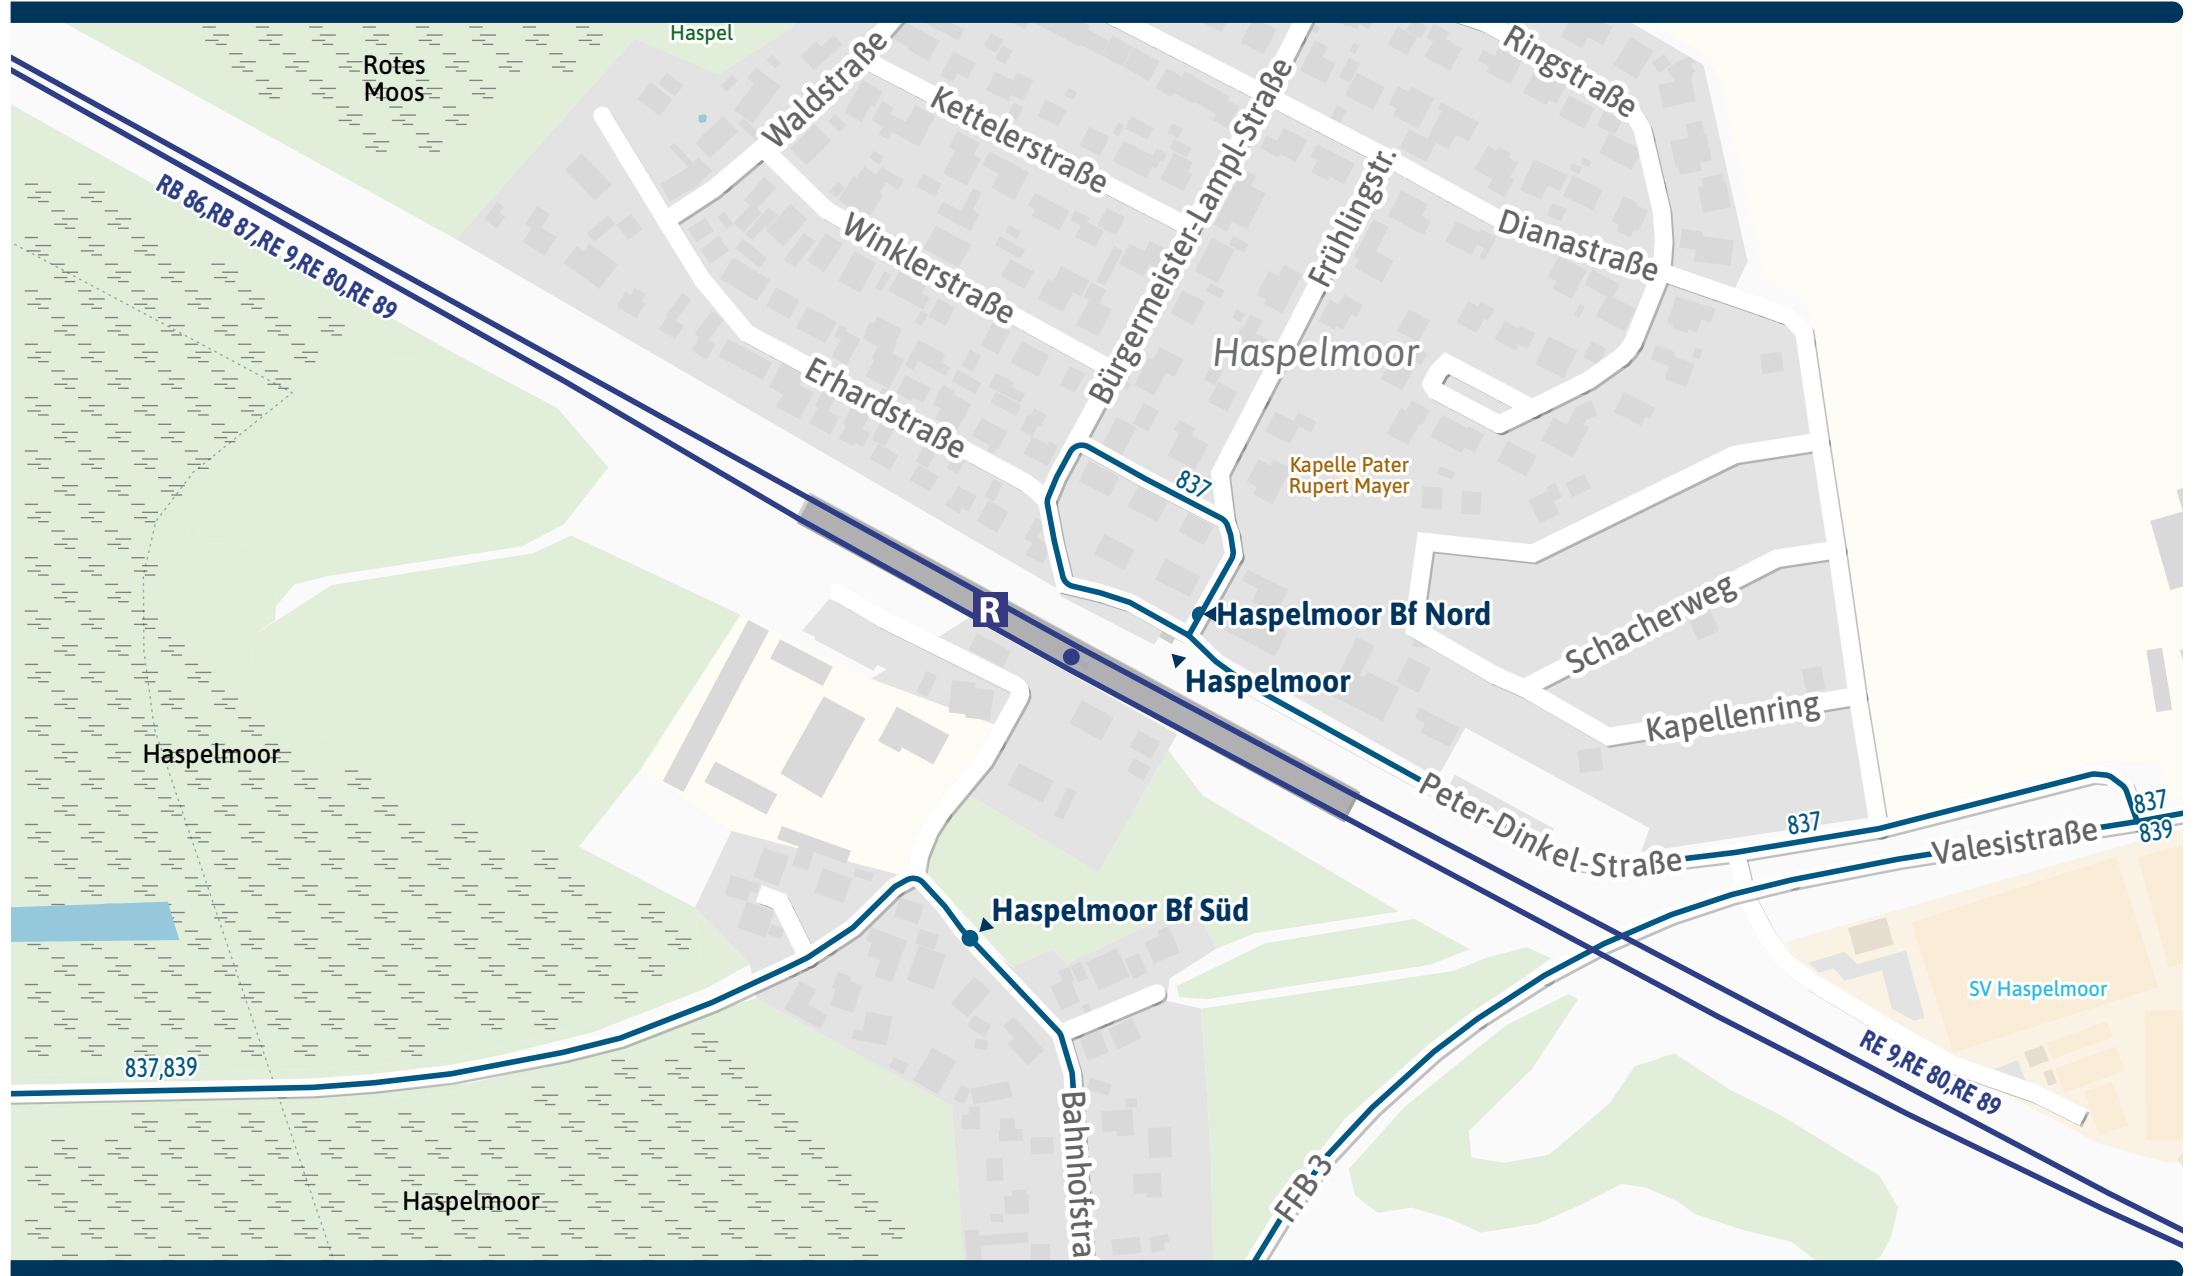 Haspel
Rotes
Moos
Waldstraße
Kettelerstraße
Ringstraße
Bürgermeister-Lampl-Straße
Frühlingstr.
Dianastraße
RB 86,RB 87,RE 9,RE 80,RE 89
Winklerstraße
Haspelmoor
Erhardstraße
837
Kapelle Pater
Rupert Mayer
R
Haspelmoor Bf Nord
Schacherweg
Haspelmoor
Kapellenring
Haspelmoor
Peter-Dinkel-Straße
837
837
839
Valesistraße
Haspelmoor Bf Süd
SV Haspelmoor
837,839
RE 9,RE 80,RE 89
Bahnhofstra
FFB 3
Haspelmoor